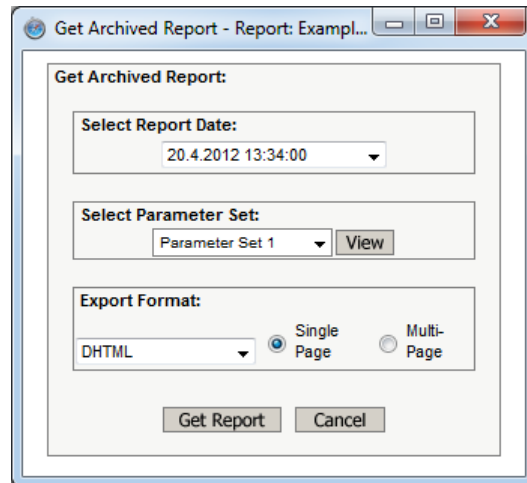 Get Archived Report - Report: Exampl...
Get Archived Report:
Select Report Date:
20.4.2012 13:34:00
Select Parameter Set:
Parameter Set 1 View
Export Format:
DHTML Single Page Multi-Page
Get Report Cancel